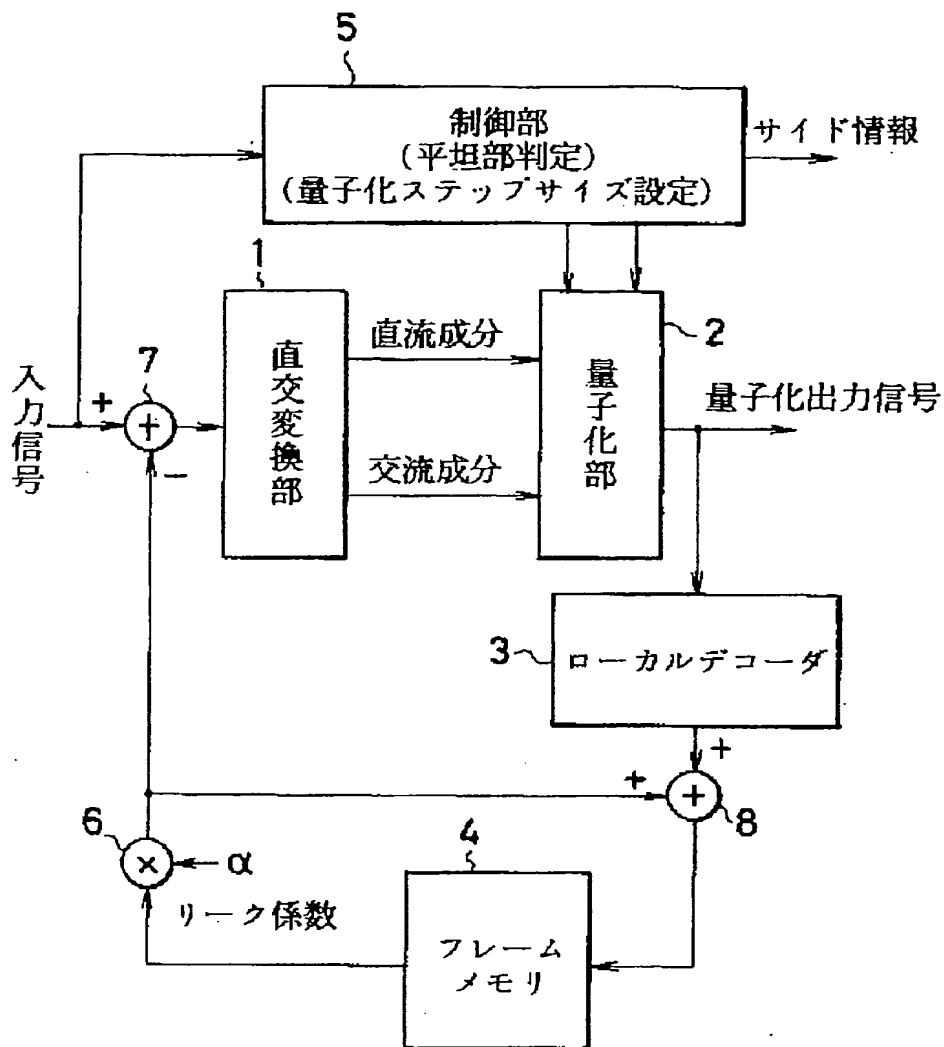 5
制御部
(平坦部判定)
(量子化ステップサイズ設定)
サイド情報
1
直交変換部
直流成分
交流成分
2
量子化部
量子化出力信号
7
入力信号
+
+
−
3
ローカルデコーダ
+
+
+
8
6
×
α
リーク係数
4
フレーム
メモリ